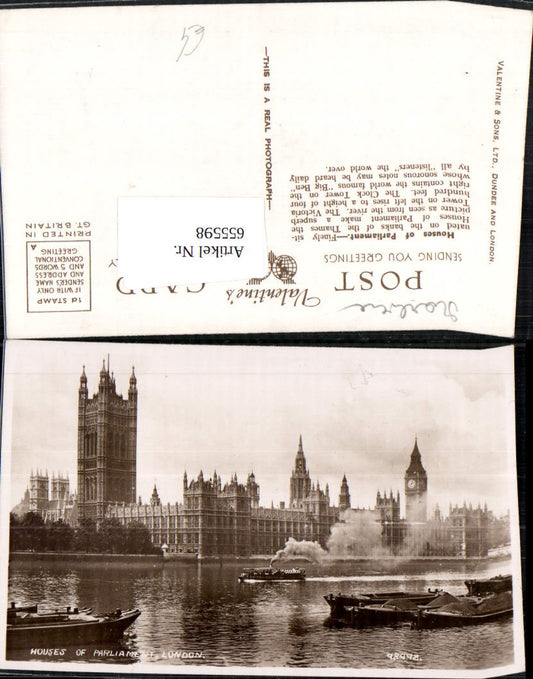 53
—THIS IS A REAL PHOTOGRAPH—
VALENTINE & SONS, LTD., DUNDEE AND LONDON.
Valentine's
POST CARD
SENDING YOU GREETINGS
Houses of Parliament.—Finely sit-
uated on the banks of the Thames the
Houses of Parliament make a superb
picture as seen from the river. The Victoria
Tower on the left rises to a height of four
hundred feet. The Clock Tower on the
right contains the world famous "Big Ben,"
whose sonorous notes may be heard daily
by all "listeners" the world over.
Artikel Nr.
655598
1d STAMP
IF WITH ONLY
SENDER'S NAME
AND ADDRESS
AND 5 WORDS
CONVENTIONAL
GREETING
PRINTED IN
GT. BRITAIN
HOUSES OF PARLIAMENT, LONDON.